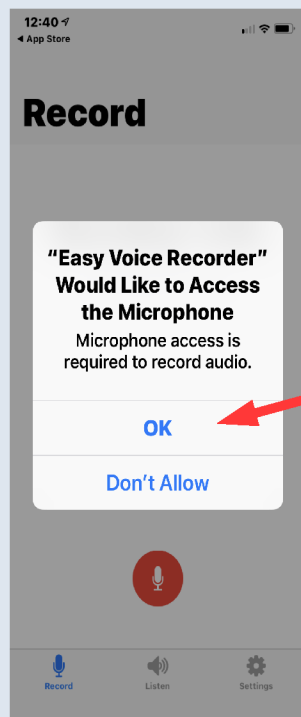 12:40
App Store
Record
“Easy Voice Recorder”
Would Like to Access
the Microphone
Microphone access is
required to record audio.
OK
Don’t Allow
Record Listen Settings